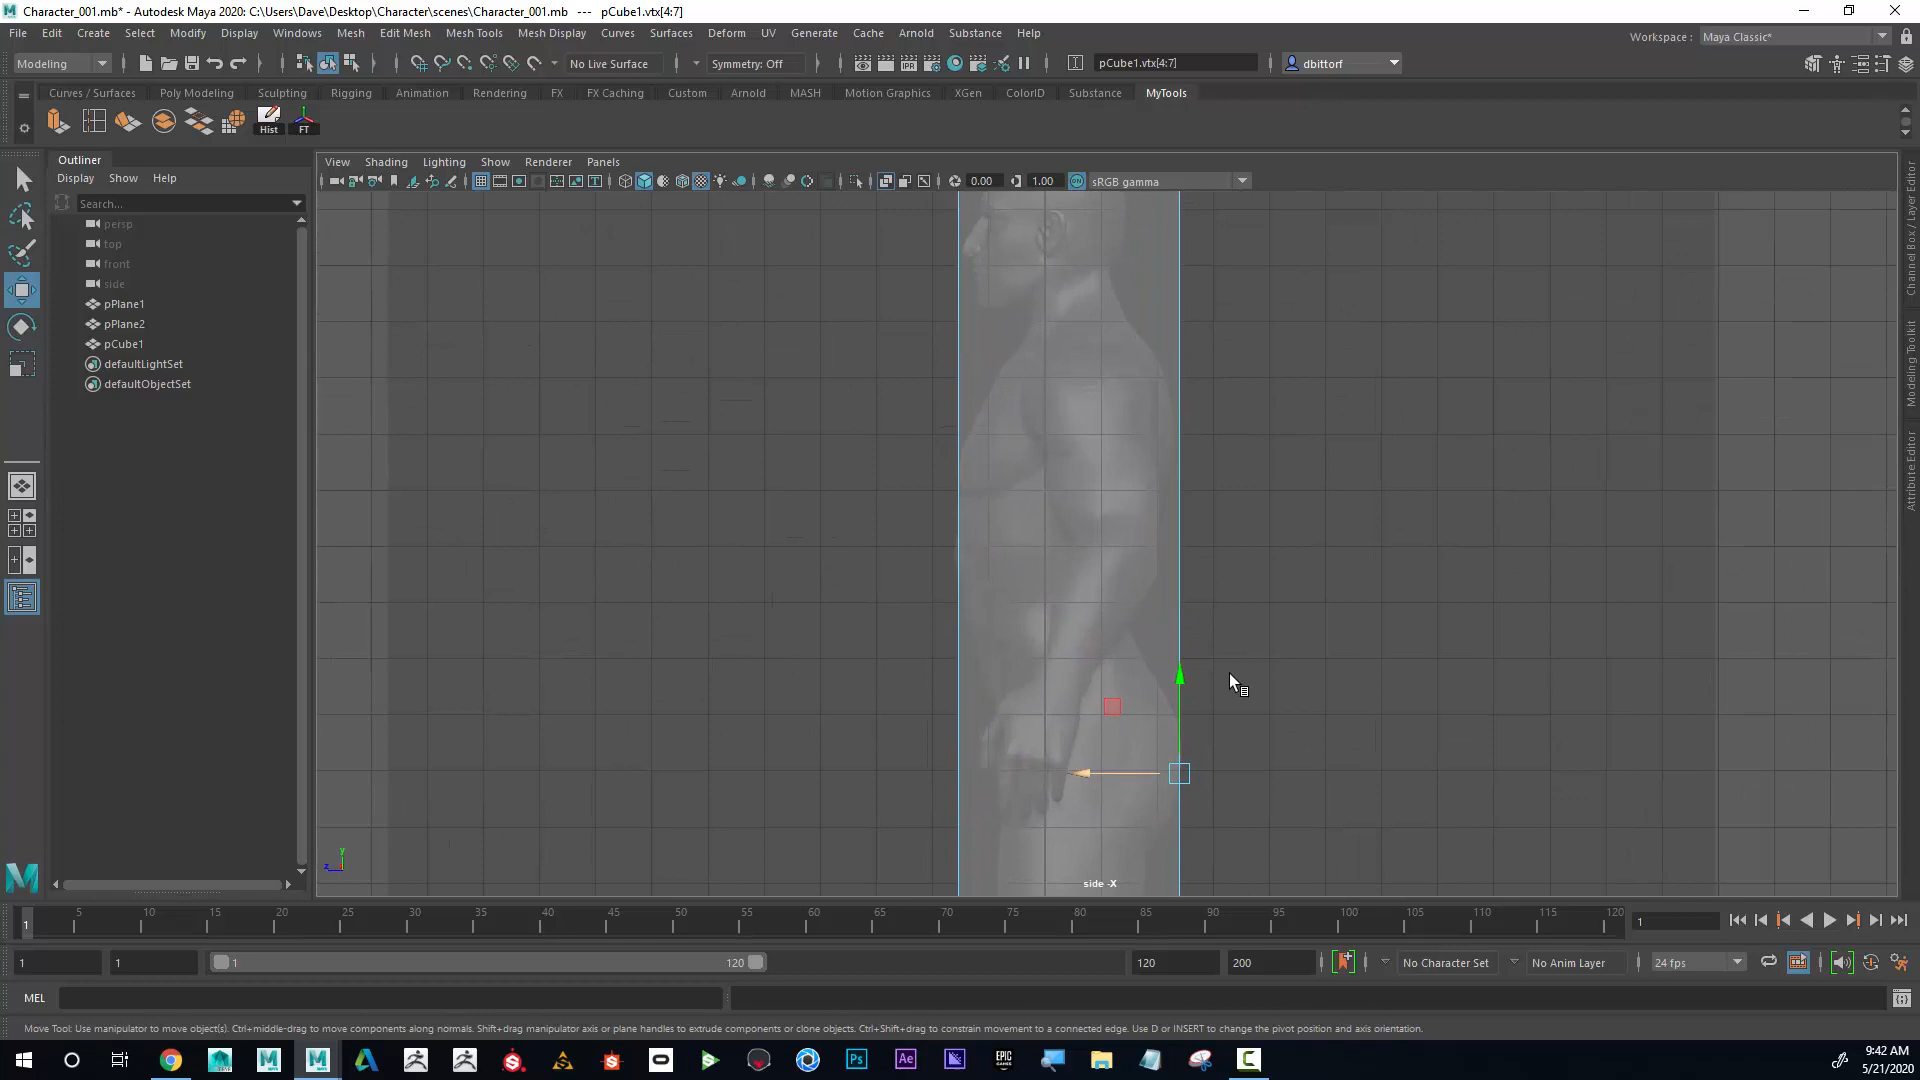 Character_001.mb* - Autodesk Maya 2020: C:\Users\Dave\Desktop\Character\scenes\Character_001.mb --- pCube1.vtx[4:7]
File Edit Create Select Modify Display Windows Mesh Edit Mesh Mesh Tools Mesh Display Curves Surfaces Deform UV Generate Cache Arnold Substance Help
Workspace : Maya Classic*
Modeling No Live Surface Symmetry: Off IPR pCube1.vtx[4:7] dbittorf
Curves / Surfaces Poly Modeling Sculpting Rigging Animation Rendering FX FX Caching Custom Arnold MASH Motion Graphics XGen ColorID Substance MyTools
Hist FT
Outliner
Display Show Help
Search...
persp
top
front
side
pPlane1
pPlane2
pCube1
defaultLightSet
defaultObjectSet
View Shading Lighting Show Renderer Panels
0.00 1.00 ON sRGB gamma
Channel Box / Layer Editor
Modeling Toolkit
Attribute Editor
y
z
side -X
5 10 15 20 25 30 35 40 45 50 55 60 65 70 75 80 85 90 95 100 105 110 115 120
1 1
1 1 1 120 120 200 No Character Set No Anim Layer 24 fps
MEL
Move Tool: Use manipulator to move object(s). Ctrl+middle-drag to move components along normals. Shift+drag manipulator axis or plane handles to extrude components or clone objects. Ctrl+Shift+drag to constrain movement to a connected edge. Use D or INSERT to change the pivot position and axis orientation.
Ps Ae EPIC GAMES
9:42 AM
5/21/2020